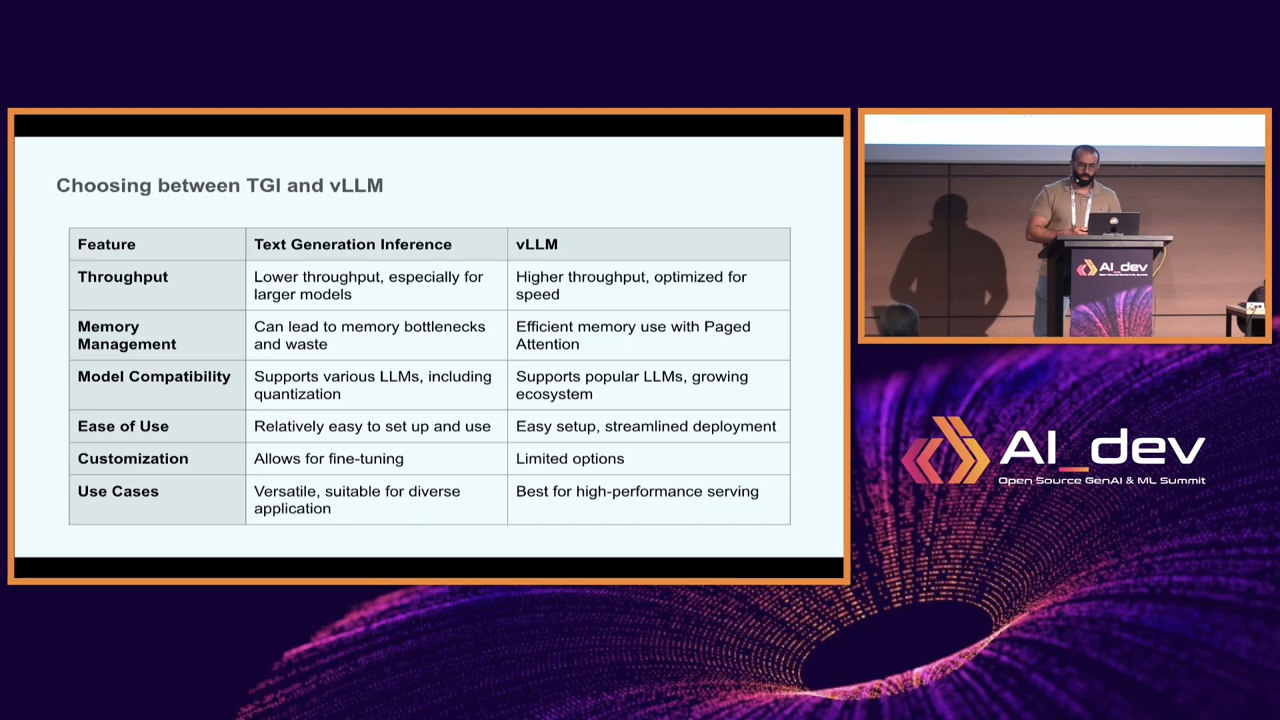 Choosing between TGI and vLLM
Feature
Text Generation Inference
vLLM
Throughput
Lower throughput, especially for
larger models
Higher throughput, optimized for
speed
Memory
Management
Can lead to memory bottlenecks
and waste
Efficient memory use with Paged
Attention
Model Compatibility
Supports various LLMs, including
quantization
Supports popular LLMs, growing
ecosystem
Ease of Use
Relatively easy to set up and use
Easy setup, streamlined deployment
Customization
Allows for fine-tuning
Limited options
Use Cases
Versatile, suitable for diverse
application
Best for high-performance serving
AI_dev
AI_dev
Open Source GenAI & ML Summit